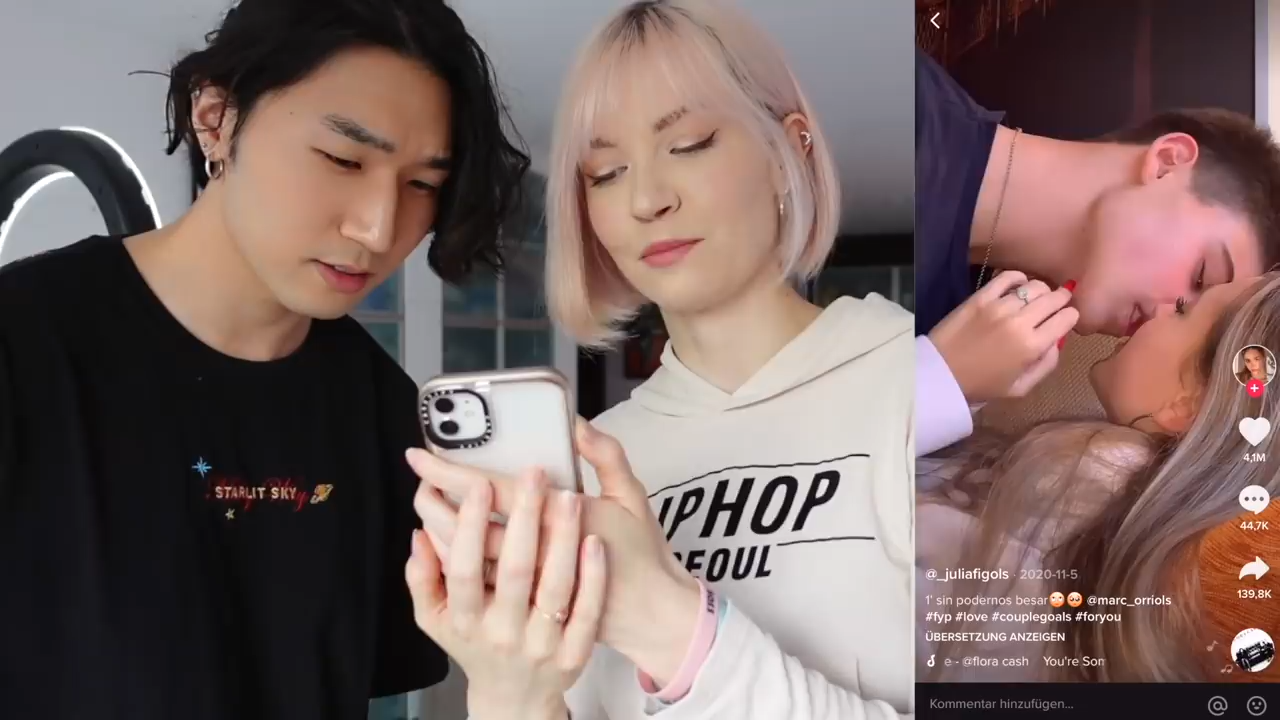 STARLIT SKY
HIPHOP
SEOUL
4,1M
44,7K
139,8K
@_juliafigols · 2020-11-5
1' sin podernos besar🙄🥺 @marc_orriols
#fyp #love #couplegoals #foryou
ÜBERSETZUNG ANZEIGEN
e - @flora cash You're Som
Kommentar hinzufügen...